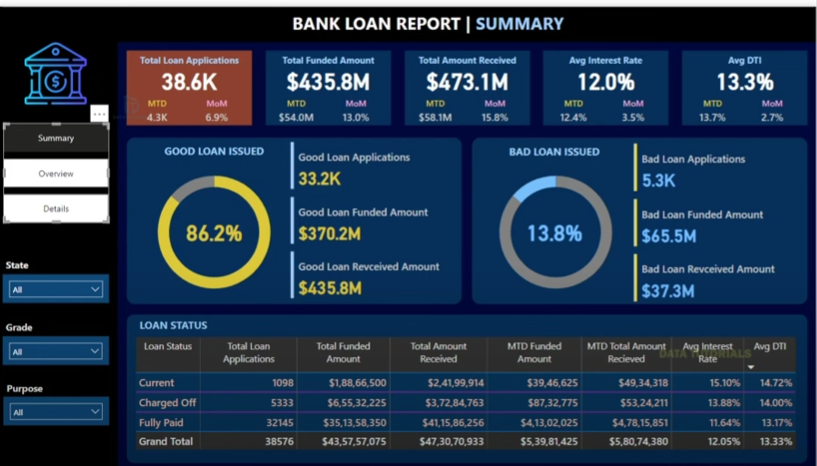 BANK LOAN REPORT | SUMMARY
Total Loan Applications
38.6K
MTD MoM
4.3K 6.9%
Total Funded Amount
$435.8M
MTD MoM
$54.0M 13.0%
Total Amount Received
$473.1M
MTD MoM
$58.1M 15.8%
Avg Interest Rate
12.0%
MTD MoM
12.4% 3.5%
Avg DTI
13.3%
MTD MoM
13.7% 2.7%
Summary
Overview
Details
State
All
Grade
All
Purpose
All
GOOD LOAN ISSUED
86.2%
Good Loan Applications
33.2K
Good Loan Funded Amount
$370.2M
Good Loan Revceived Amount
$435.8M
BAD LOAN ISSUED
13.8%
Bad Loan Applications
5.3K
Bad Loan Funded Amount
$65.5M
Bad Loan Revceived Amount
$37.3M
LOAN STATUS
Loan Status Total Loan Applications Total Funded Amount Total Amount Received MTD Funded Amount MTD Total Amount Recieved Avg Interest Rate Avg DTI
Current 1098 $1,88,66,500 $2,41,99,914 $39,46,625 $49,34,318 15.10% 14.72%
Charged Off 5333 $6,55,32,225 $3,72,84,763 $87,32,775 $53,24,211 13.88% 14.00%
Fully Paid 32145 $35,13,58,350 $41,15,86,256 $4,13,02,025 $4,78,15,851 11.64% 13.17%
Grand Total 38576 $43,57,57,075 $47,30,70,933 $5,39,81,425 $5,80,74,380 12.05% 13.33%
DATA TUTORIALS